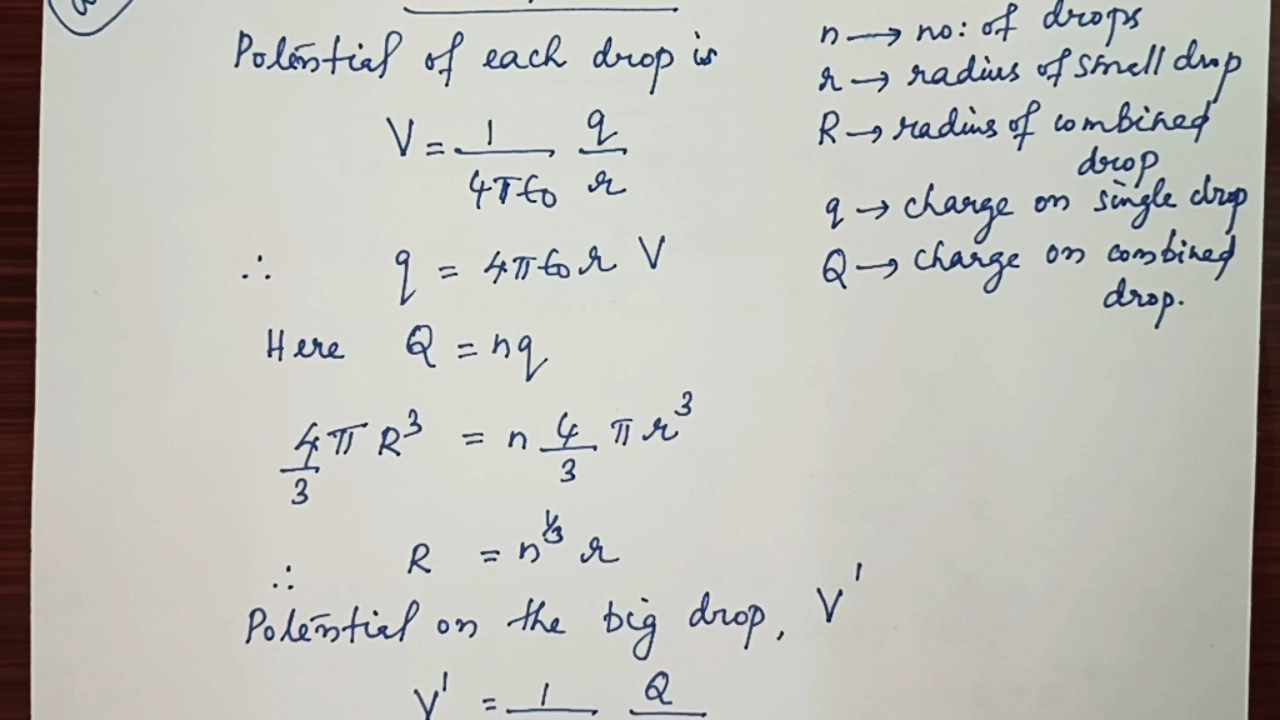 Potential of each drop is
V = 1/4πε₀ q/r
∴ q = 4πε₀ r V
Here Q = nq
4/3 π R³ = n 4/3 π r³
∴ R = n^1/3 r
Potential on the big drop, V'
V' = 1 Q
n → no: of drops
r → radius of small drop
R → radius of combined
drop
q → charge on single drop
Q → charge on combined
drop.